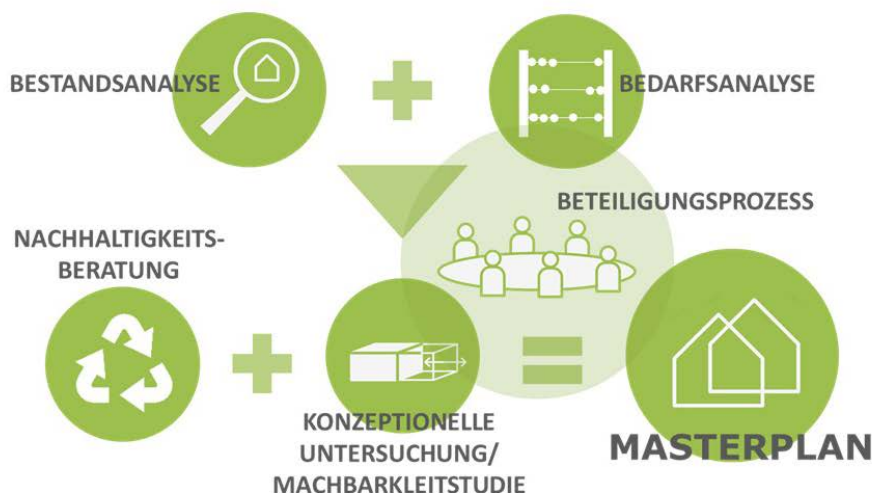 BESTANDSANALYSE
BEDARFSANALYSE
BETEILIGUNGSPROZESS
NACHHALTIGKEITS-
BERATUNG
KONZEPTIONELLE
UNTERSUCHUNG/
MACHBARKLEITSTUDIE
MASTERPLAN